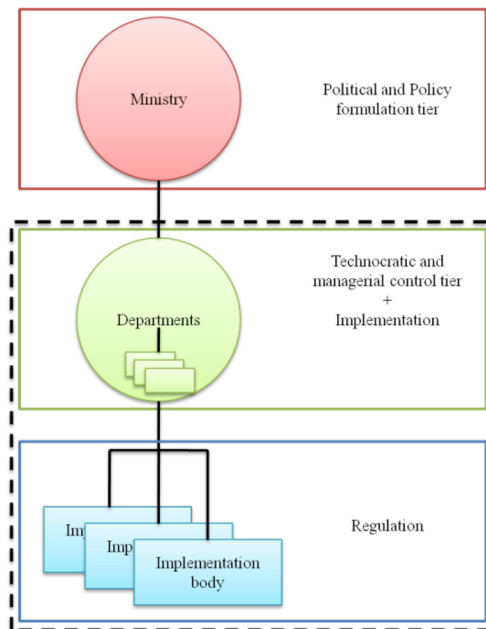 Ministry
Political and Policy
formulation tier
Technocratic and
managerial control tier
+
Implementation
Departments
Regulation
Implementation
body